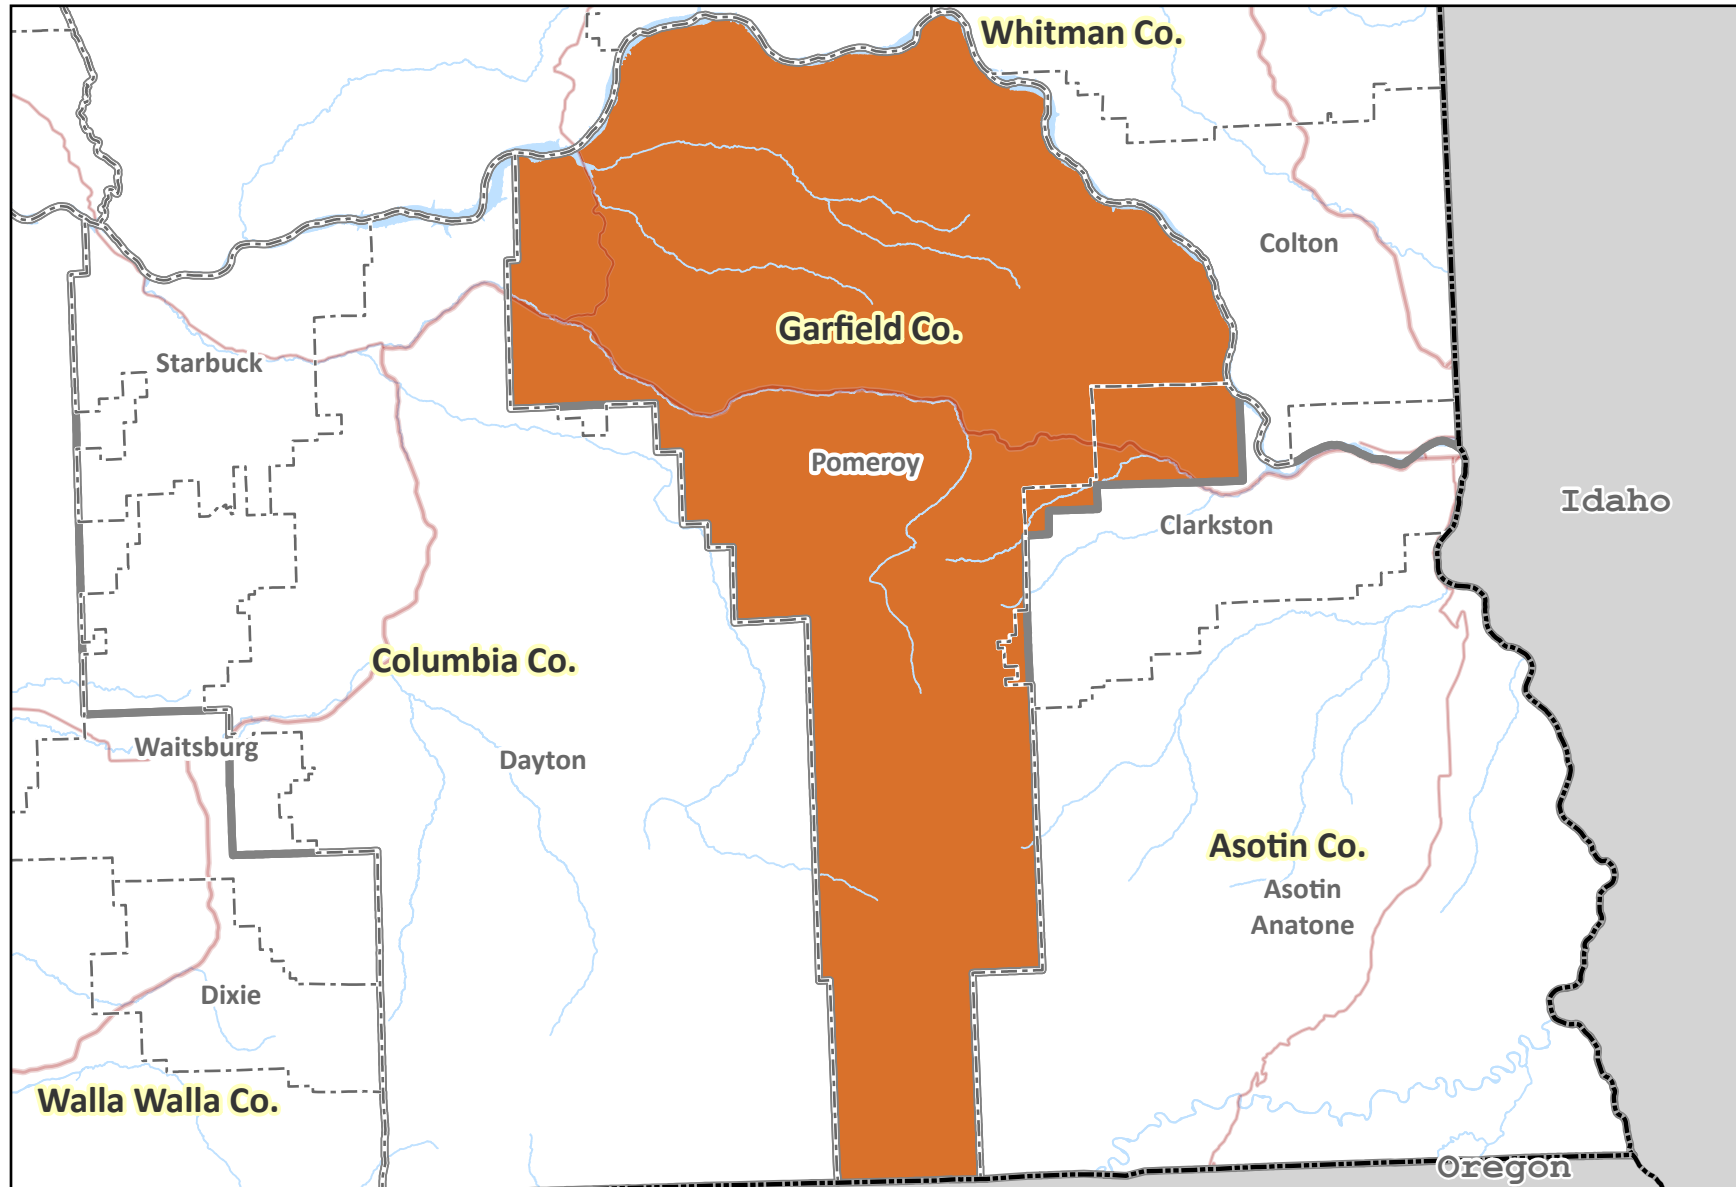 Whitman Co.
Colton
Garfield Co.
Starbuck
Pomeroy
Idaho
Clarkston
Columbia Co.
Waitsburg
Dayton
Asotin Co.
Asotin
Anatone
Dixie
Walla Walla Co.
Oregon